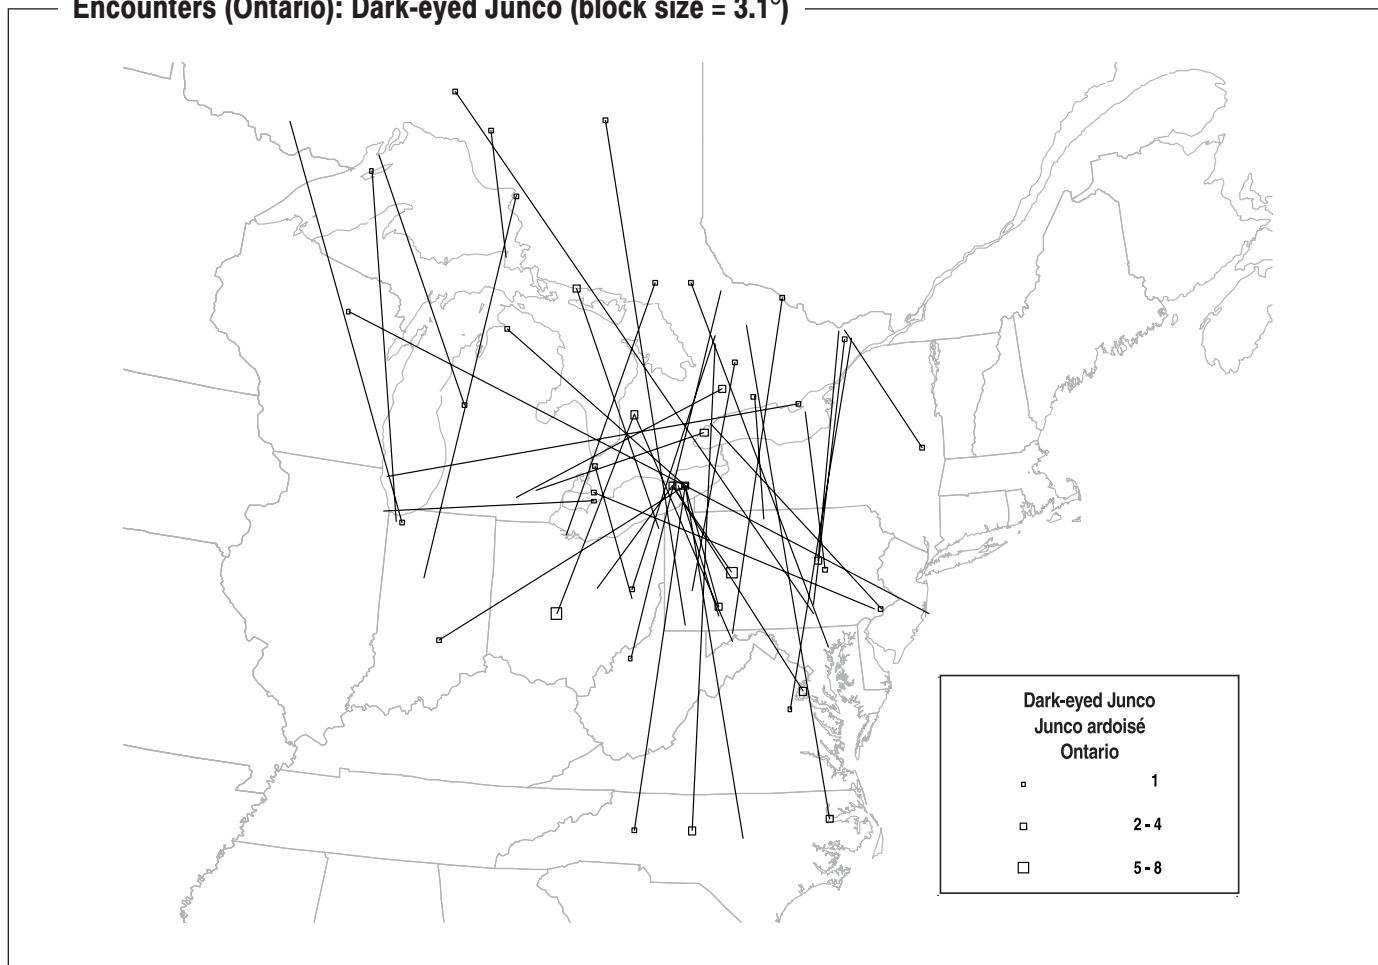 Encounters (Ontario): Dark-eyed Junco (block size = 3.1°)
Dark-eyed Junco
Junco ardoisé
Ontario
1
2 - 4
5 - 8